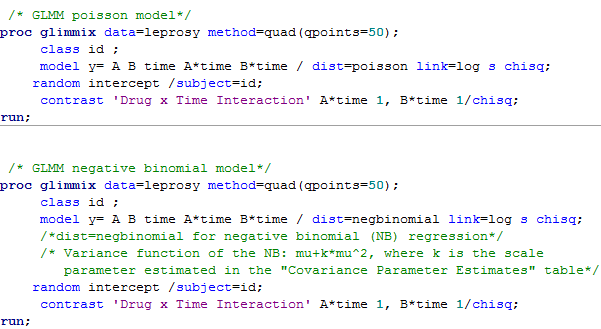 /* GLMM poisson model*/
proc glimmix data=leprosy method=quad(qpoints=50);
class id ;
model y= A B time A*time B*time / dist=poisson link=log s chisq;
random intercept /subject=id;
contrast 'Drug x Time Interaction' A*time 1, B*time 1/chisq;
run;
/* GLMM negative binomial model*/
proc glimmix data=leprosy method=quad(qpoints=50);
class id ;
model y= A B time A*time B*time / dist=negbinomial link=log s chisq;
/*dist=negbinomial for negative binomial (NB) regression*/
/* Variance function of the NB: mu+k*mu^2, where k is the scale
parameter estimated in the "Covariance Parameter Estimates" table*/
random intercept /subject=id;
contrast 'Drug x Time Interaction' A*time 1, B*time 1/chisq;
run;